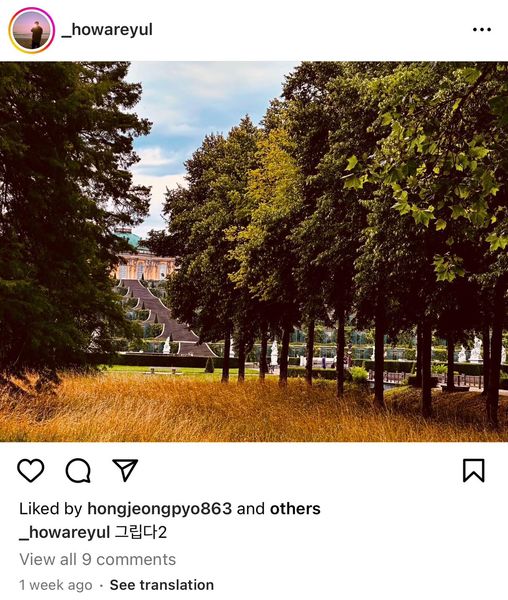 _howareyul
Liked by hongjeongpyo863 and others
_howareyul 그립다2
View all 9 comments
1 week ago · See translation